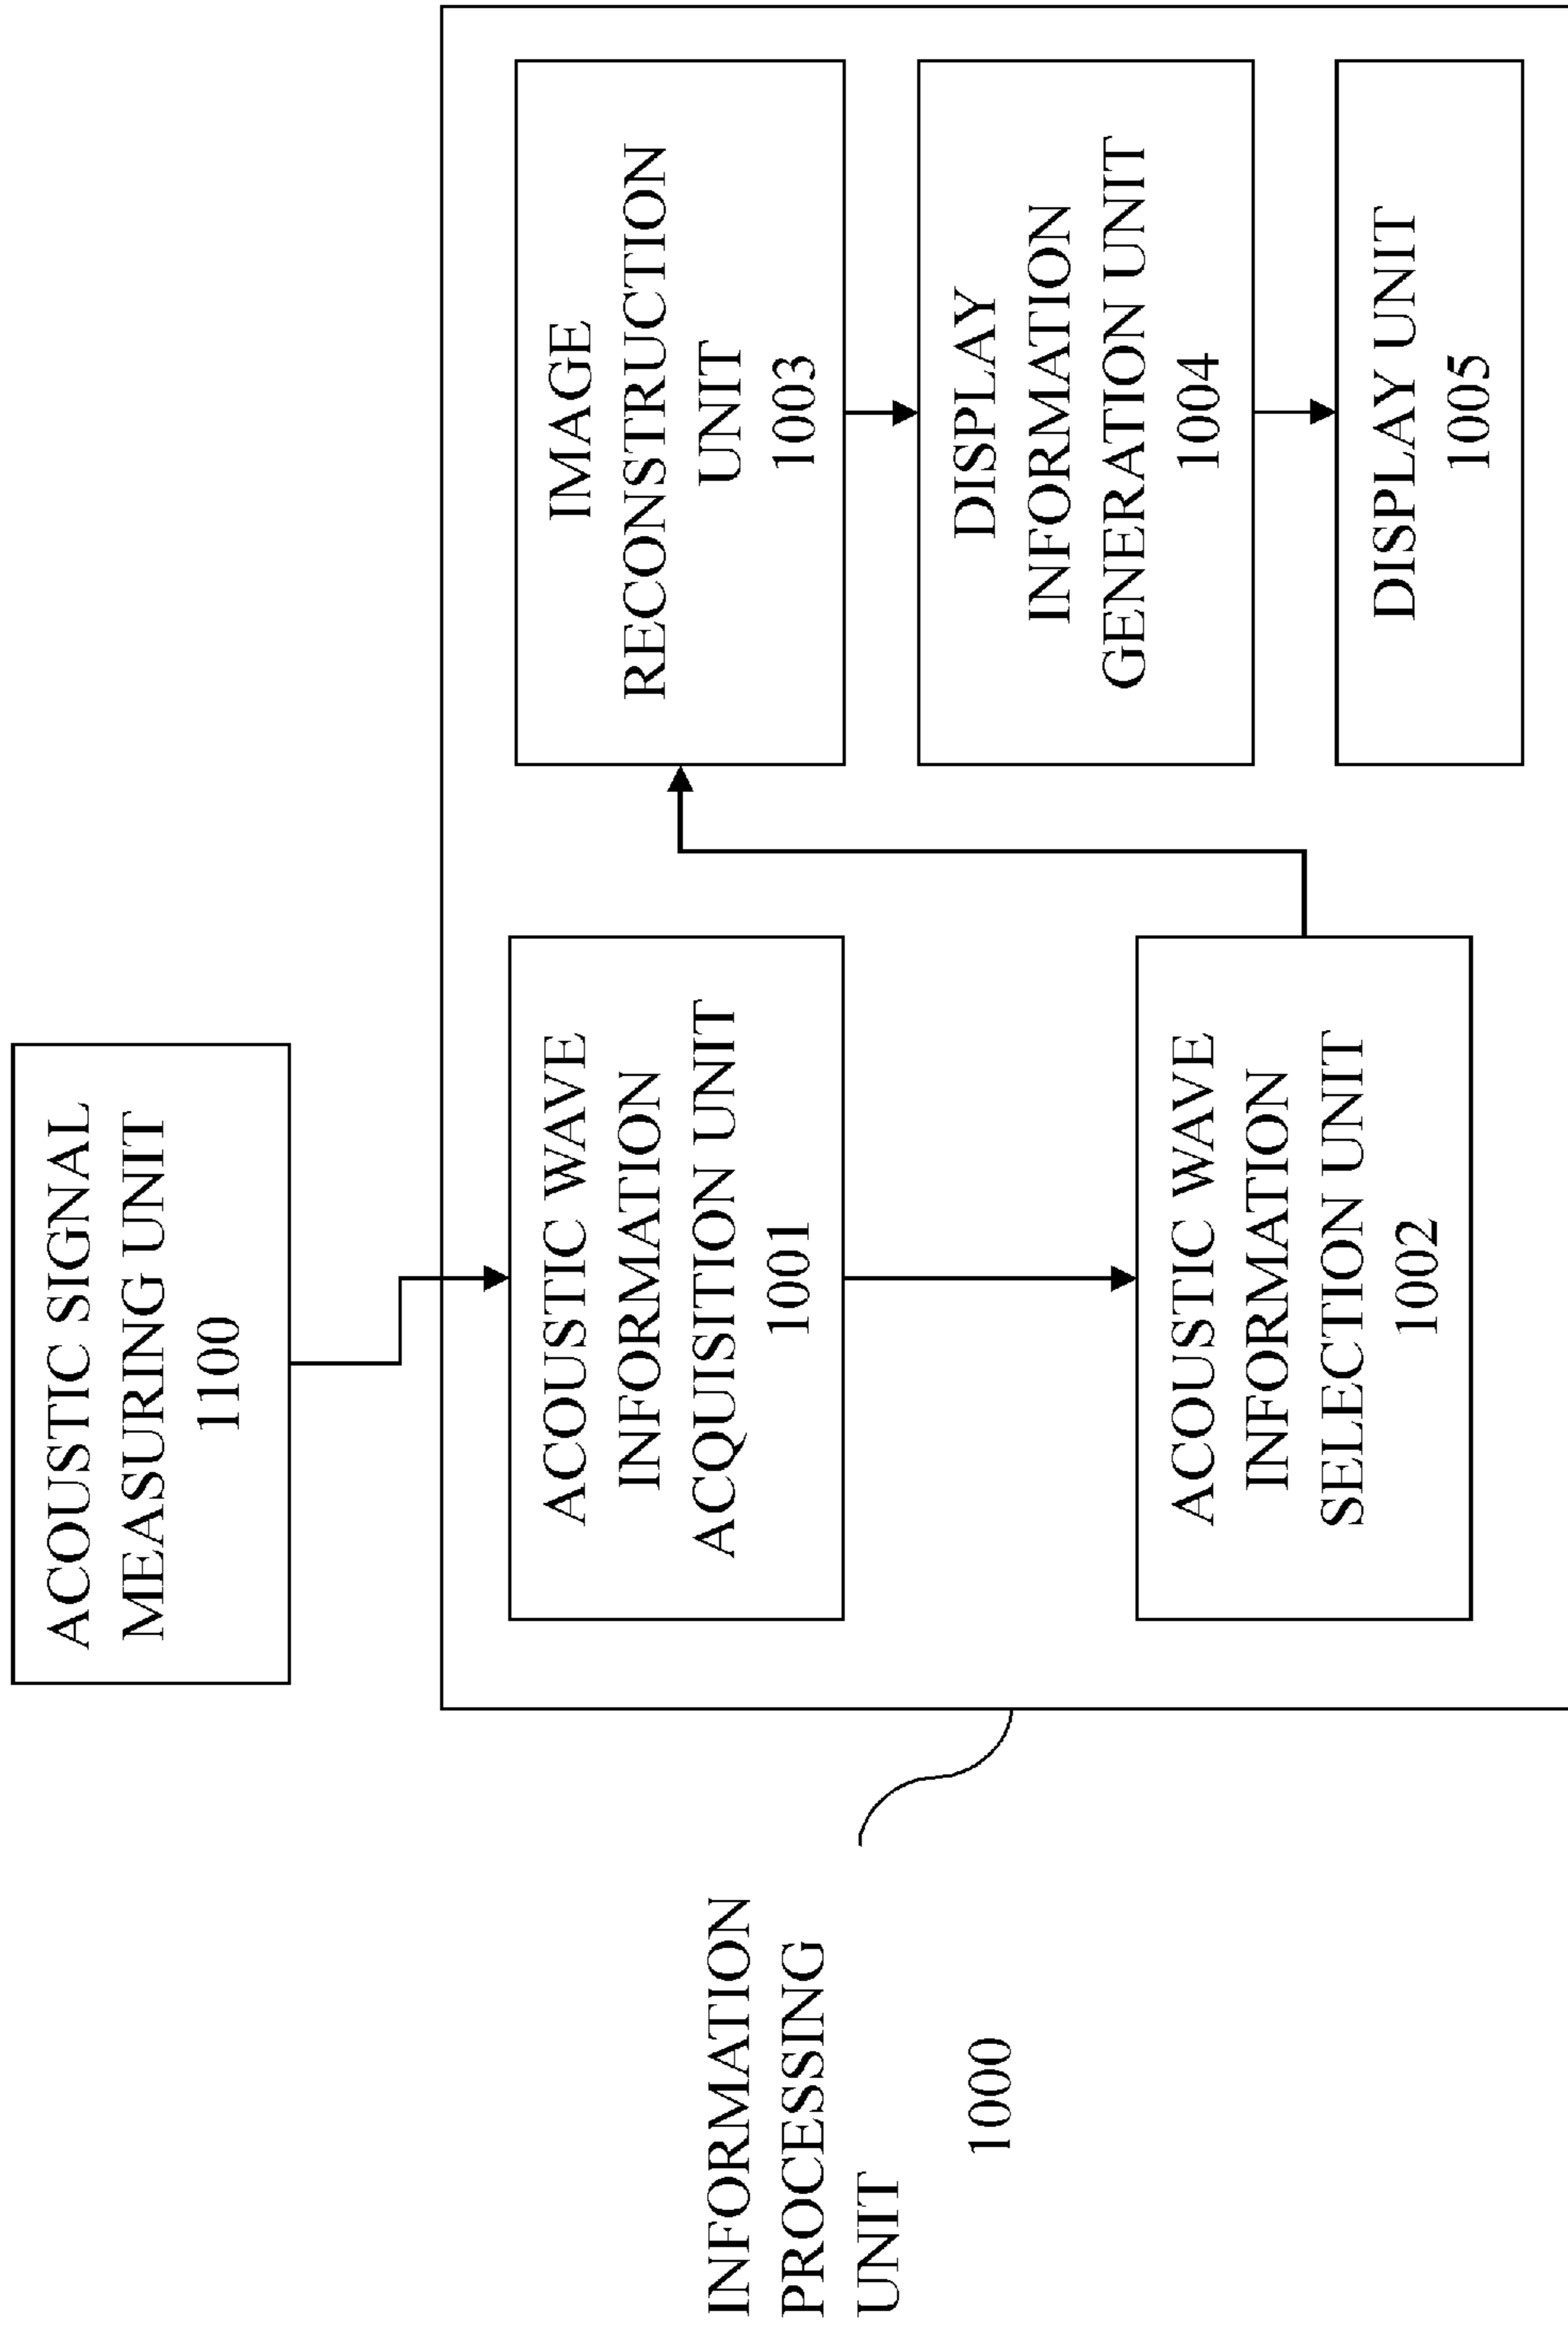 ACOUSTIC SIGNAL
MEASURING UNIT
1100
INFORMATION
PROCESSING
UNIT
1000
ACOUSTIC WAVE
INFORMATION
ACQUISITION UNIT
1001
ACOUSTIC WAVE
INFORMATION
SELECTION UNIT
1002
IMAGE
RECONSTRUCTION
UNIT
1003
DISPLAY
INFORMATION
GENERATION UNIT
1004
DISPLAY UNIT
1005